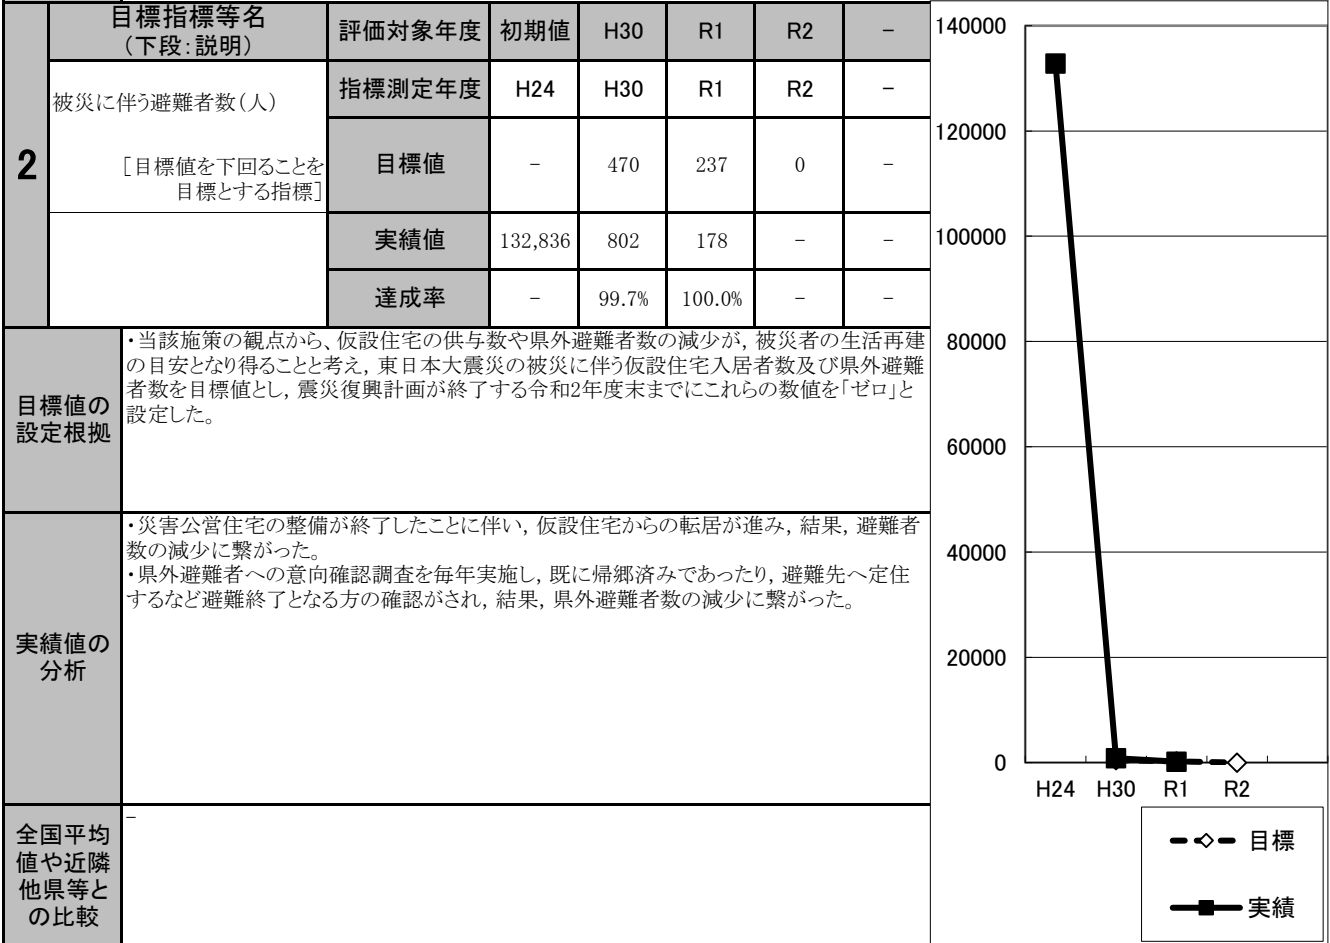 2
目標指標等名
（下段：説明）
評価対象年度 初期値 H30 R1 R2 －
被災に伴う避難者数（人）
［目標値を下回ることを
目標とする指標］
指標測定年度 H24 H30 R1 R2 －
目標値 － 470 237 0 －
実績値 132,836 802 178 － －
達成率 － 99.7% 100.0% － －
目標値の
設定根拠
・当該施策の観点から、仮設住宅の供与数や県外避難者数の減少が，被災者の生活再建
の目安となり得ることと考え，東日本大震災の被災に伴う仮設住宅入居者数及び県外避難
者数を目標値とし，震災復興計画が終了する令和2年度末までにこれらの数値を「ゼロ」と
設定した。
実績値の
分析
・災害公営住宅の整備が終了したことに伴い，仮設住宅からの転居が進み，結果，避難者
数の減少に繋がった。
・県外避難者への意向確認調査を毎年実施し，既に帰郷済みであったり，避難先へ定住
するなど避難終了となる方の確認がされ，結果，県外避難者数の減少に繋がった。
全国平均
値や近隣
他県等と
の比較
－
140000
120000
100000
80000
60000
40000
20000
0
H24 H30 R1 R2
目標
実績